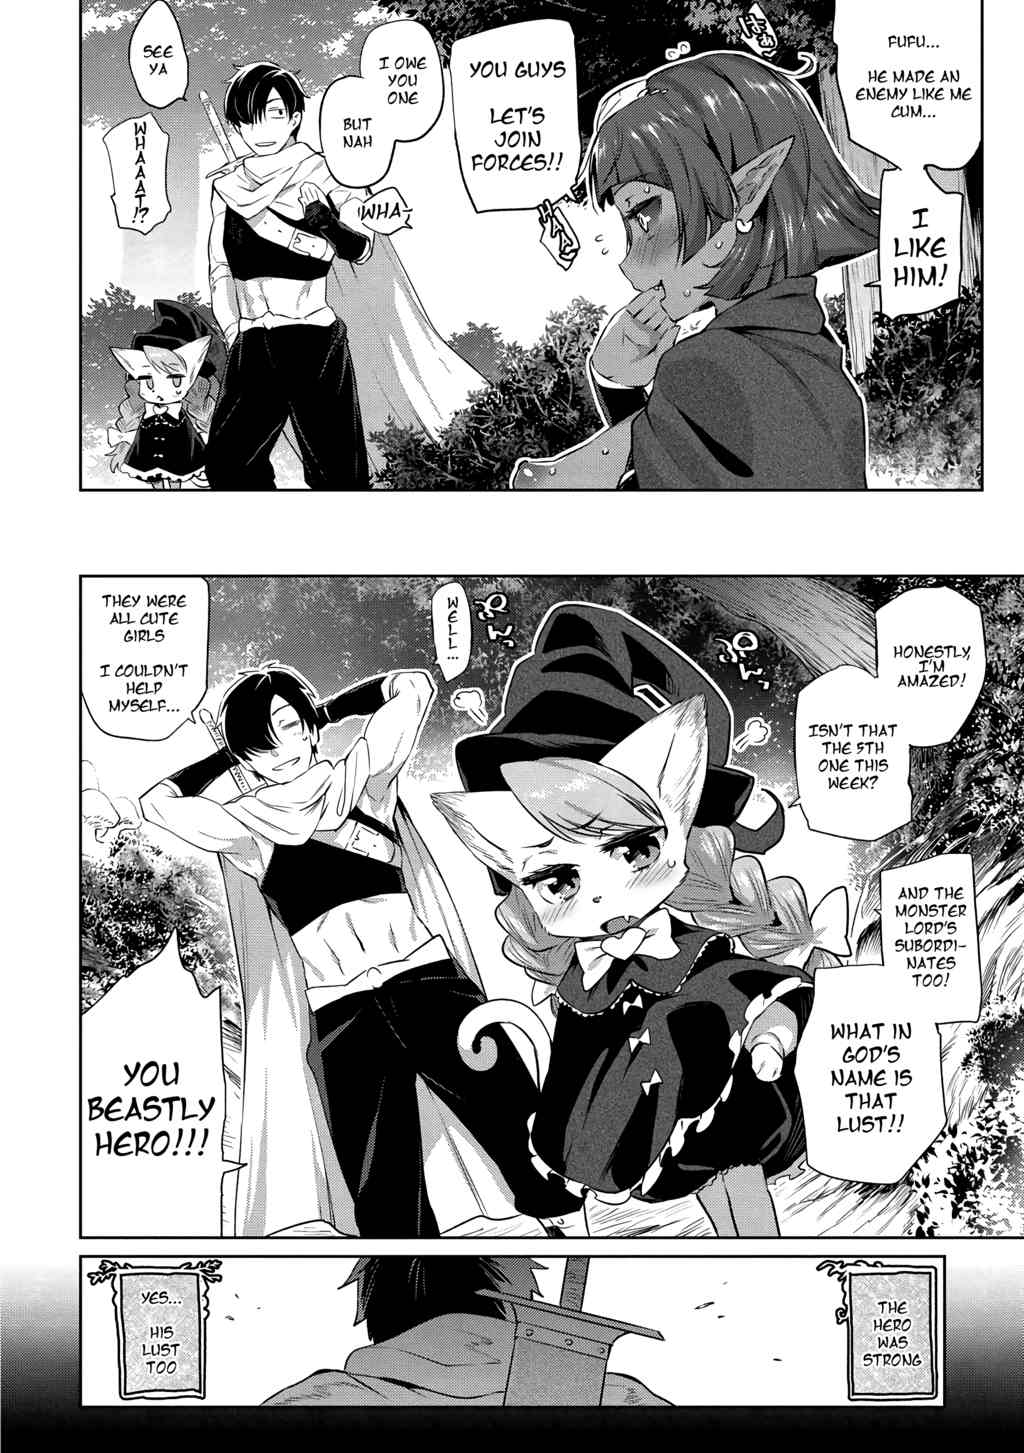 FUFU...
HE MADE AN
ENEMY LIKE ME
CUM...
I
LIKE
HIM!
はぁ
HAA
YOU GUYS
LET'S
JOIN
FORCES!!
I OWE
YOU
ONE
BUT
NAH
WHA-
SEE
YA
WHAAAT!?
HONESTLY,
I'M
AMAZED!
ISN'T THAT
THE 5TH
ONE THIS
WEEK?
AND THE
MONSTER
LORD'S
SUBORDI-
NATES
TOO!
WHAT IN
GOD'S
NAME IS
THAT
LUST!!
WELL...
THEY WERE
ALL CUTE
GIRLS
I COULDN'T
HELP
MYSELF...
YOU
BEASTLY
HERO!!!
THE
HERO
WAS
STRONG
YES...
HIS
LUST
TOO